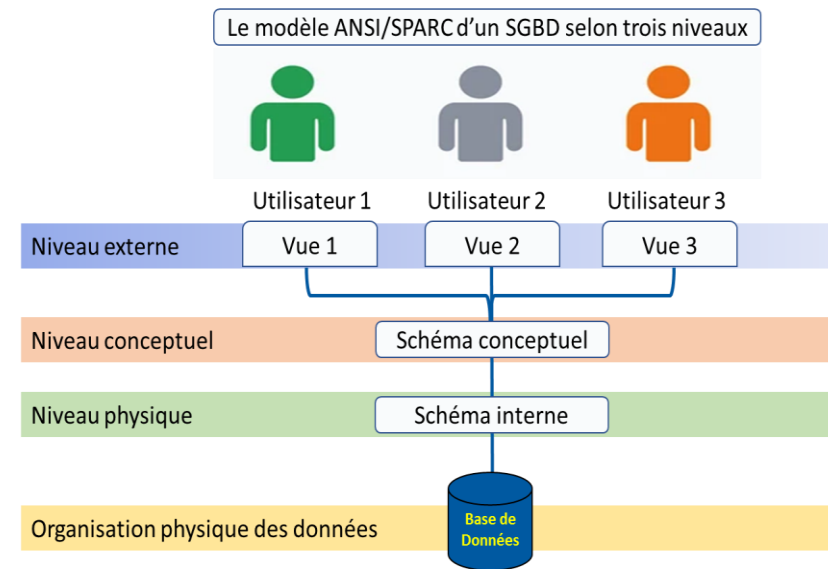 Le modèle ANSI/SPARC d'un SGBD selon trois niveaux
Utilisateur 1
Utilisateur 2
Utilisateur 3
Niveau externe
Vue 1
Vue 2
Vue 3
Niveau conceptuel
Schéma conceptuel
Niveau physique
Schéma interne
Organisation physique des données
Base de
Données